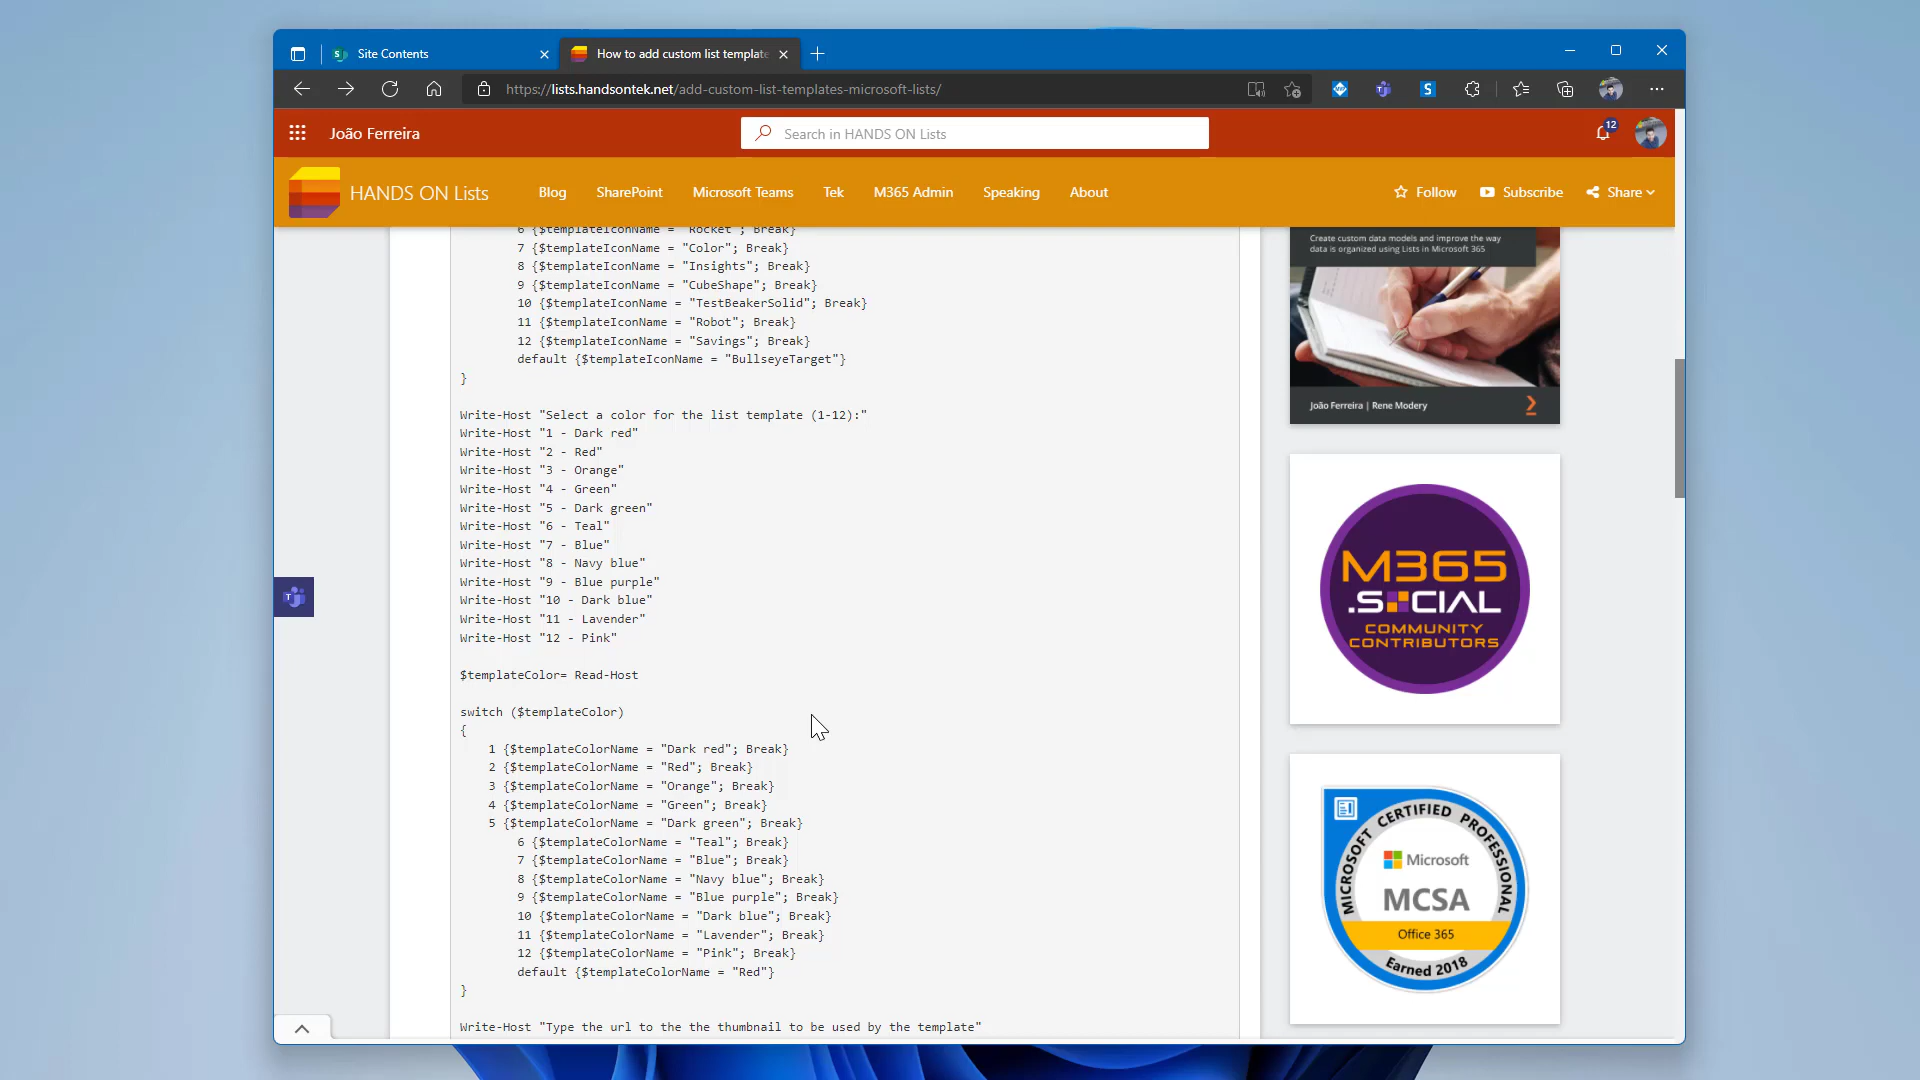 Site Contents
How to add custom list template
https://lists.handsontek.net/add-custom-list-templates-microsoft-lists/
João Ferreira
Search in HANDS ON Lists
12
HANDS ON Lists
Blog
SharePoint
Microsoft Teams
Tek
M365 Admin
Speaking
About
Follow
Subscribe
Share
6 {$templateIconName = "Rocket"; Break}
7 {$templateIconName = "Color"; Break}
8 {$templateIconName = "Insights"; Break}
9 {$templateIconName = "CubeShape"; Break}
10 {$templateIconName = "TestBeakerSolid"; Break}
11 {$templateIconName = "Robot"; Break}
12 {$templateIconName = "Savings"; Break}
default {$templateIconName = "BullseyeTarget"}
}
Write-Host "Select a color for the list template (1-12):"
Write-Host "1 - Dark red"
Write-Host "2 - Red"
Write-Host "3 - Orange"
Write-Host "4 - Green"
Write-Host "5 - Dark green"
Write-Host "6 - Teal"
Write-Host "7 - Blue"
Write-Host "8 - Navy blue"
Write-Host "9 - Blue purple"
Write-Host "10 - Dark blue"
Write-Host "11 - Lavender"
Write-Host "12 - Pink"
$templateColor= Read-Host
switch ($templateColor)
{
1 {$templateColorName = "Dark red"; Break}
2 {$templateColorName = "Red"; Break}
3 {$templateColorName = "Orange"; Break}
4 {$templateColorName = "Green"; Break}
5 {$templateColorName = "Dark green"; Break}
6 {$templateColorName = "Teal"; Break}
7 {$templateColorName = "Blue"; Break}
8 {$templateColorName = "Navy blue"; Break}
9 {$templateColorName = "Blue purple"; Break}
10 {$templateColorName = "Dark blue"; Break}
11 {$templateColorName = "Lavender"; Break}
12 {$templateColorName = "Pink"; Break}
default {$templateColorName = "Red"}
}
Write-Host "Type the url to the the thumbnail to be used by the template"
Create custom data models and improve the way
data is organized using Lists in Microsoft 365
João Ferreira | Rene Modery
M365
.SOCIAL
COMMUNITY
CONTRIBUTORS
MICROSOFT CERTIFIED PROFESSIONAL
Microsoft
MCSA
Office 365
Earned 2018